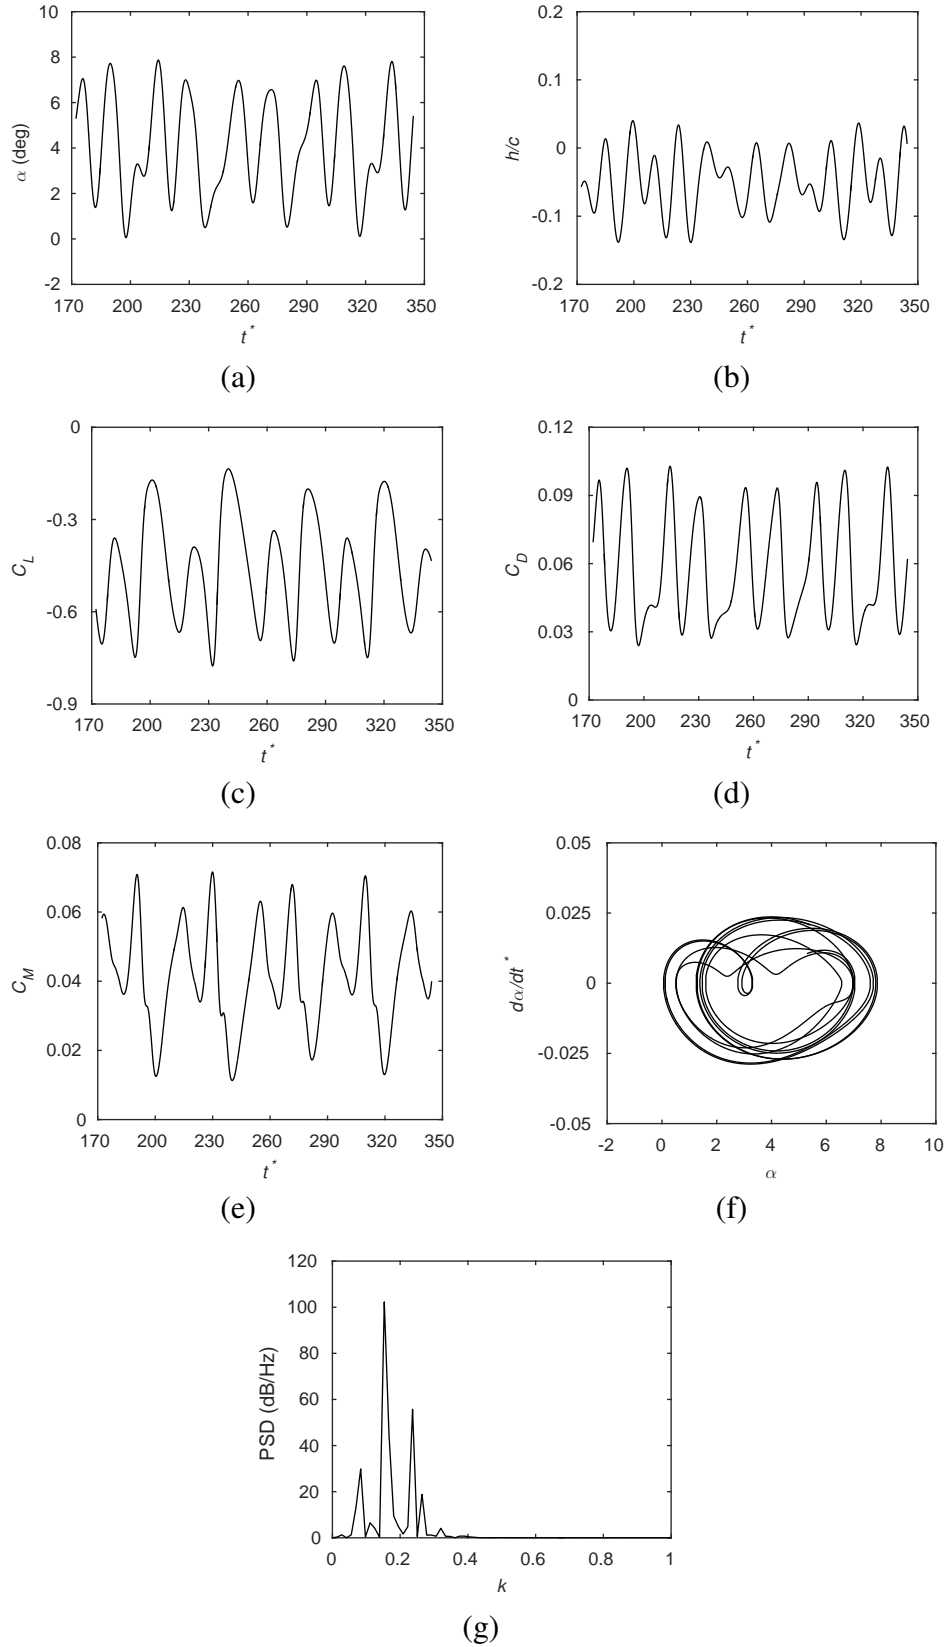 10
8
6
4
2
0
-2
α (deg)
170 200 230 260 290 320 350
t*
(a)
0.2
0.1
0
-0.1
-0.2
h/c
170 200 230 260 290 320 350
t*
(b)
0
-0.3
-0.6
-0.9
C_L
170 200 230 260 290 320 350
t*
(c)
0.12
0.09
0.06
0.03
0
C_D
170 200 230 260 290 320 350
t*
(d)
0.08
0.06
0.04
0.02
0
C_M
170 200 230 260 290 320 350
t*
(e)
0.05
0.025
0
-0.025
-0.05
dα/dt*
-2 0 2 4 6 8 10
α
(f)
120
100
80
60
40
20
0
PSD (dB/Hz)
0 0.2 0.4 0.6 0.8 1
k
(g)